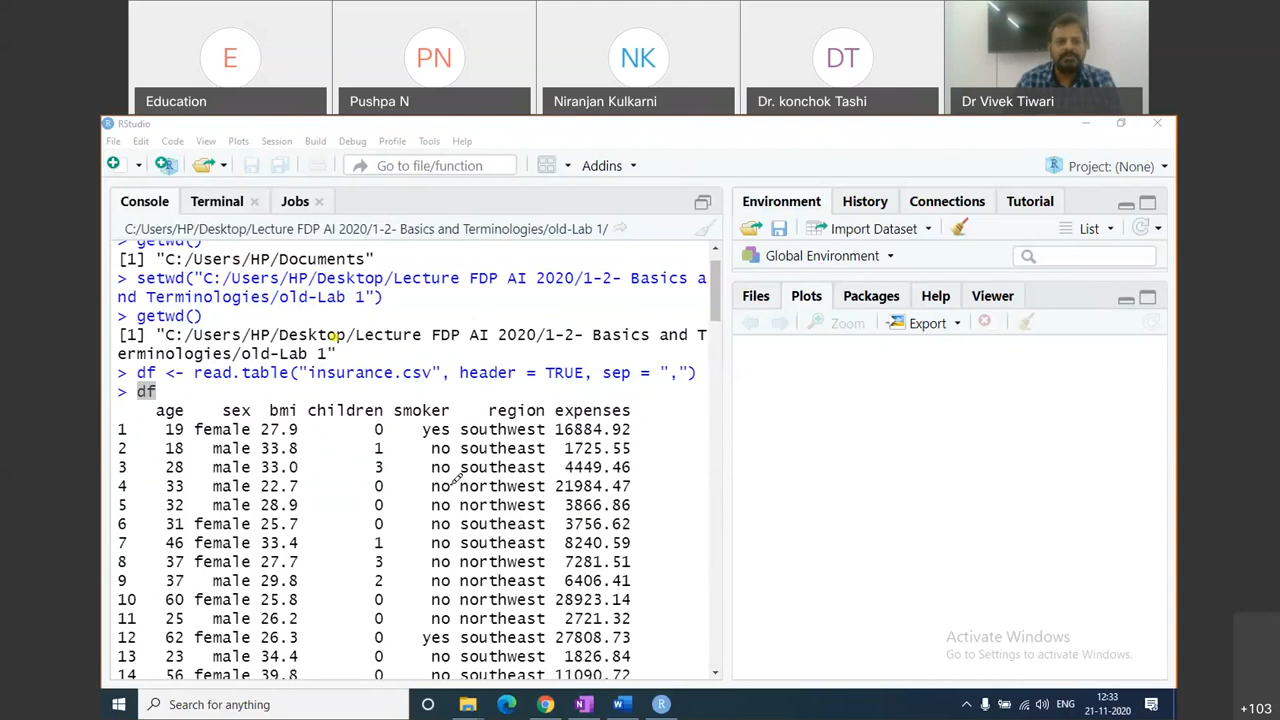 E
PN
NK
DT
Education
Pushpa N
Niranjan Kulkarni
Dr. konchok Tashi
Dr Vivek Tiwari
RStudio
File Edit Code View Plots Session Build Debug Profile Tools Help
Go to file/function
Addins
Project: (None)
Console Terminal Jobs
C:/Users/HP/Desktop/Lecture FDP AI 2020/1-2- Basics and Terminologies/old-Lab 1/
> getwd()
[1] "C:/Users/HP/Documents"
> setwd("C:/Users/HP/Desktop/Lecture FDP AI 2020/1-2- Basics a
nd Terminologies/old-Lab 1")
> getwd()
[1] "C:/Users/HP/Desktop/Lecture FDP AI 2020/1-2- Basics and T
erminologies/old-Lab 1"
> df <- read.table("insurance.csv", header = TRUE, sep = ",")
> df
age sex bmi children smoker region expenses
1 19 female 27.9 0 yes southwest 16884.92
2 18 male 33.8 1 no southeast 1725.55
3 28 male 33.0 3 no southeast 4449.46
4 33 male 22.7 0 no northwest 21984.47
5 32 male 28.9 0 no northwest 3866.86
6 31 female 25.7 0 no southeast 3756.62
7 46 female 33.4 1 no southeast 8240.59
8 37 female 27.7 3 no northwest 7281.51
9 37 male 29.8 2 no northeast 6406.41
10 60 female 25.8 0 no northwest 28923.14
11 25 male 26.2 0 no northeast 2721.32
12 62 female 26.3 0 yes southeast 27808.73
13 23 male 34.4 0 no southwest 1826.84
14 56 female 39.8 0 no southeast 11090.72
Environment History Connections Tutorial
Import Dataset
List
Global Environment
Files Plots Packages Help Viewer
Zoom
Export
Activate Windows
Go to Settings to activate Windows.
Search for anything
W
R
ENG
12:33
21-11-2020
+103